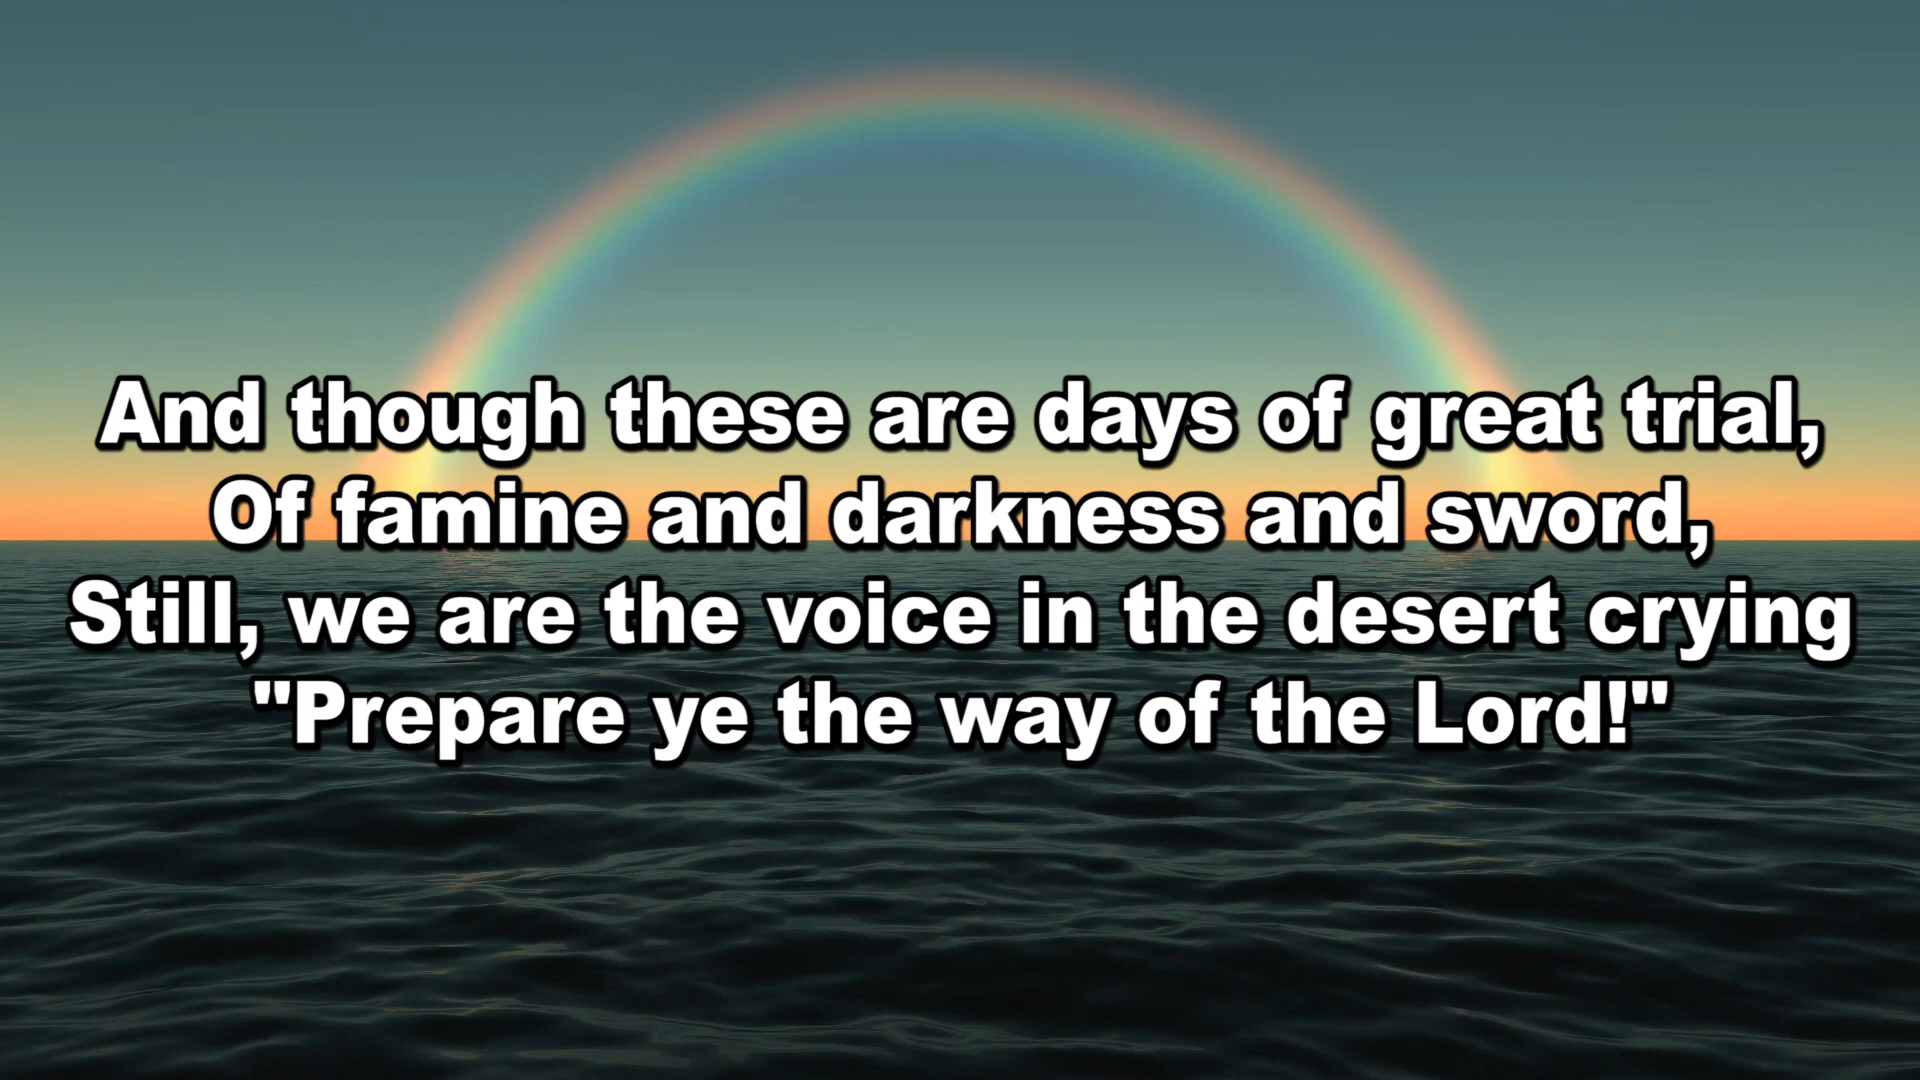 And though these are days of great trial,
Of famine and darkness and sword,
Still, we are the voice in the desert crying
"Prepare ye the way of the Lord!"